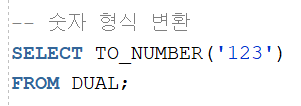 -- 숫자 형식 변환
SELECT TO_NUMBER('123')
FROM DUAL;